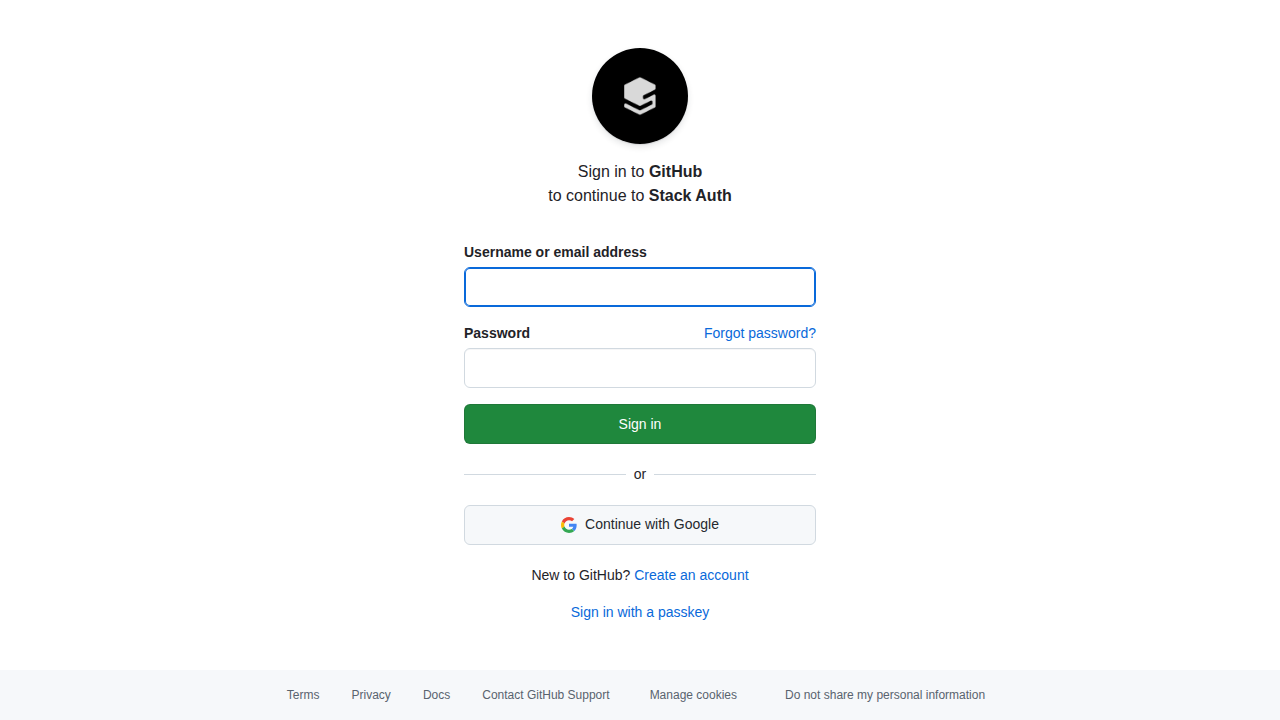 Sign in to GitHub
to continue to Stack Auth
Username or email address
Password
Forgot password?
Sign in
or
Continue with Google
New to GitHub? Create an account
Sign in with a passkey
Terms Privacy Docs Contact GitHub Support Manage cookies Do not share my personal information